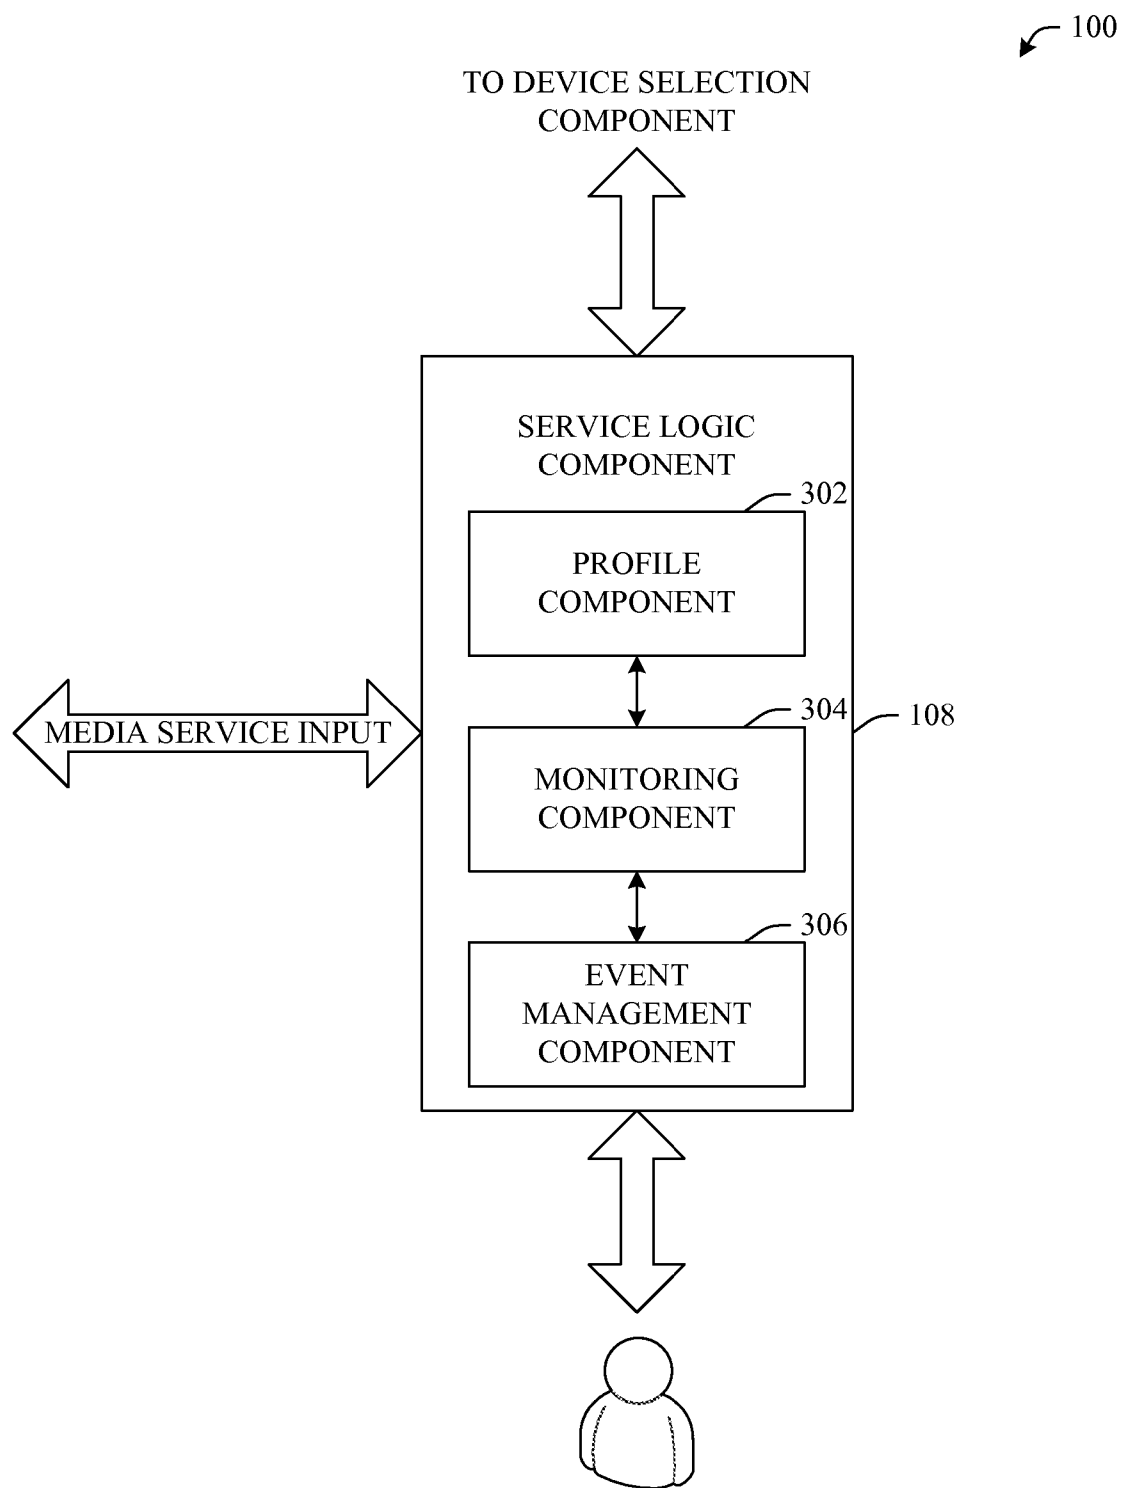 100
TO DEVICE SELECTION
COMPONENT
SERVICE LOGIC
COMPONENT
302
PROFILE
COMPONENT
304
108
MEDIA SERVICE INPUT
MONITORING
COMPONENT
306
EVENT
MANAGEMENT
COMPONENT